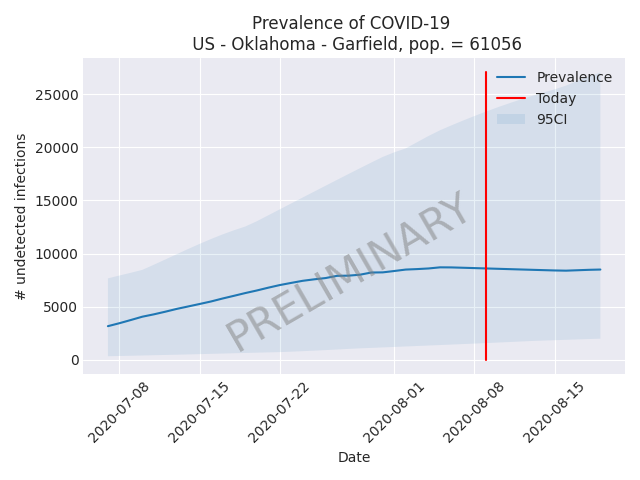 Prevalence of COVID-19
US - Oklahoma - Garfield, pop. = 61056
Prevalence
Today
95CI
25000
20000
15000
10000
5000
0
# undetected infections
PRELIMINARY
2020-07-08
2020-07-15
2020-07-22
2020-08-01
2020-08-08
2020-08-15
Date